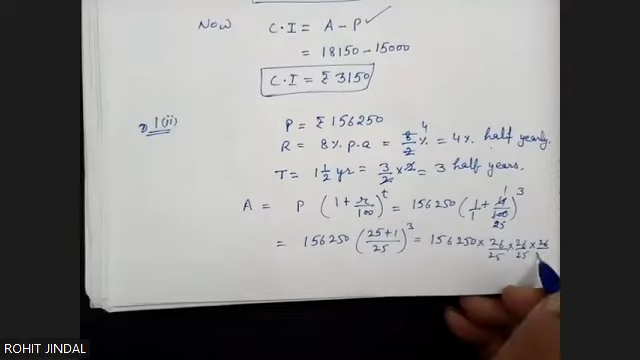 Now C.I = A - P ✓
= 18150 - 15000
C.I = ₹ 3150
Q 1(ii)
P = ₹ 156250
R = 8% p.a = 8/2 % 4 = 4% half yearly.
T = 1 1/2 yr = 3/2 × 2 = 3 half years.
A = P (1 + r/100)^t = 156250 (1/1 + 4/100 1 25)^3
= 156250 (25+1/25)^3 = 156250 × 26/25 × 26/25 × 26
ROHIT JINDAL